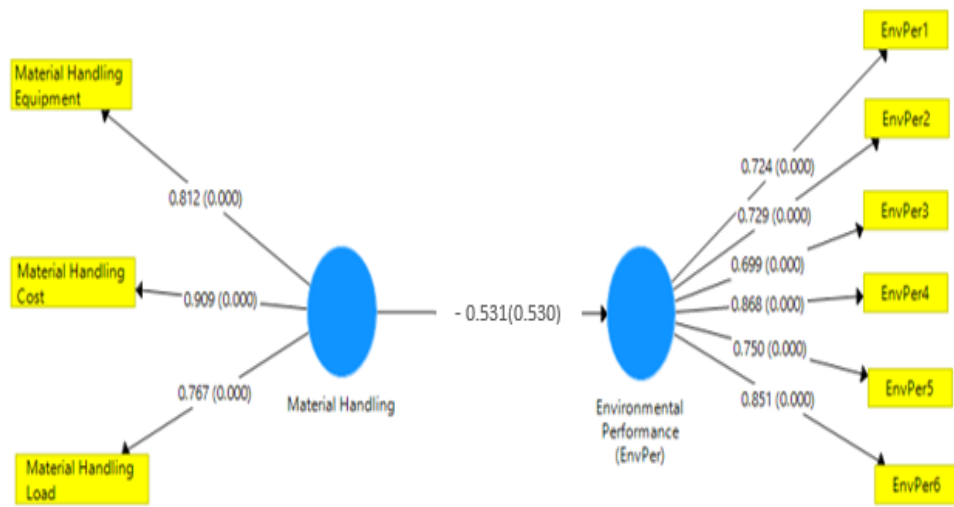 EnvPer1
Material Handling
Equipment
EnvPer2
0.724 (0.000)
0.812 (0.000)
0.729 (0.000)
EnvPer3
0.699 (0.000)
Material Handling
Cost
0.909 (0.000)
- 0.531(0.530)
0.868 (0.000)
EnvPer4
0.750 (0.000)
EnvPer5
0.767 (0.000)
0.851 (0.000)
Material Handling
Environmental
Performance
(EnvPer)
Material Handling
Load
EnvPer6